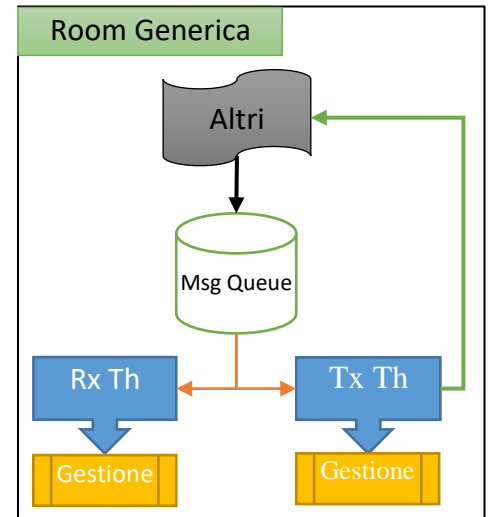 Room Generica
Altri
Msg Queue
Rx Th
Tx Th
Gestione
Gestione